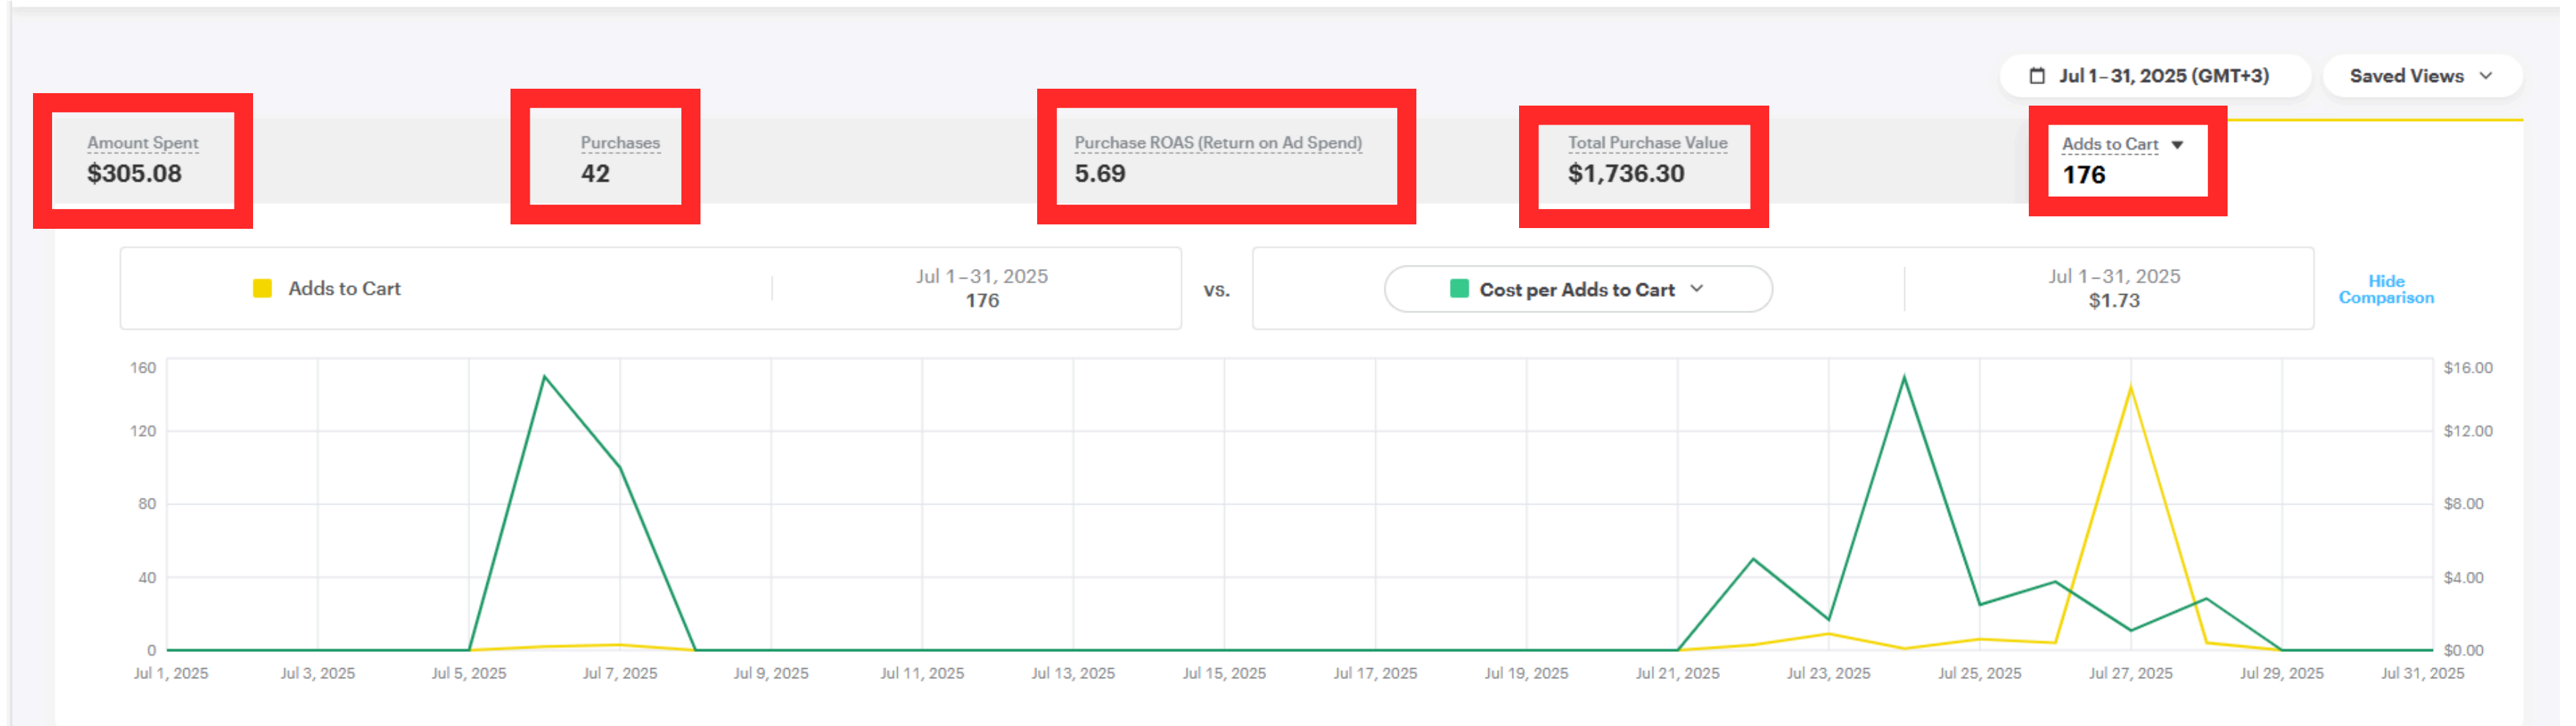 Jul 1–31, 2025 (GMT+3)
Saved Views
Amount Spent
$305.08
Purchases
42
Purchase ROAS (Return on Ad Spend)
5.69
Total Purchase Value
$1,736.30
Adds to Cart
176
Adds to Cart
Jul 1–31, 2025
176
vs.
Cost per Adds to Cart
Jul 1–31, 2025
$1.73
Hide
Comparison
160
120
80
40
0
$16.00
$12.00
$8.00
$4.00
$0.00
Jul 1, 2025
Jul 3, 2025
Jul 5, 2025
Jul 7, 2025
Jul 9, 2025
Jul 11, 2025
Jul 13, 2025
Jul 15, 2025
Jul 17, 2025
Jul 19, 2025
Jul 21, 2025
Jul 23, 2025
Jul 25, 2025
Jul 27, 2025
Jul 29, 2025
Jul 31, 2025